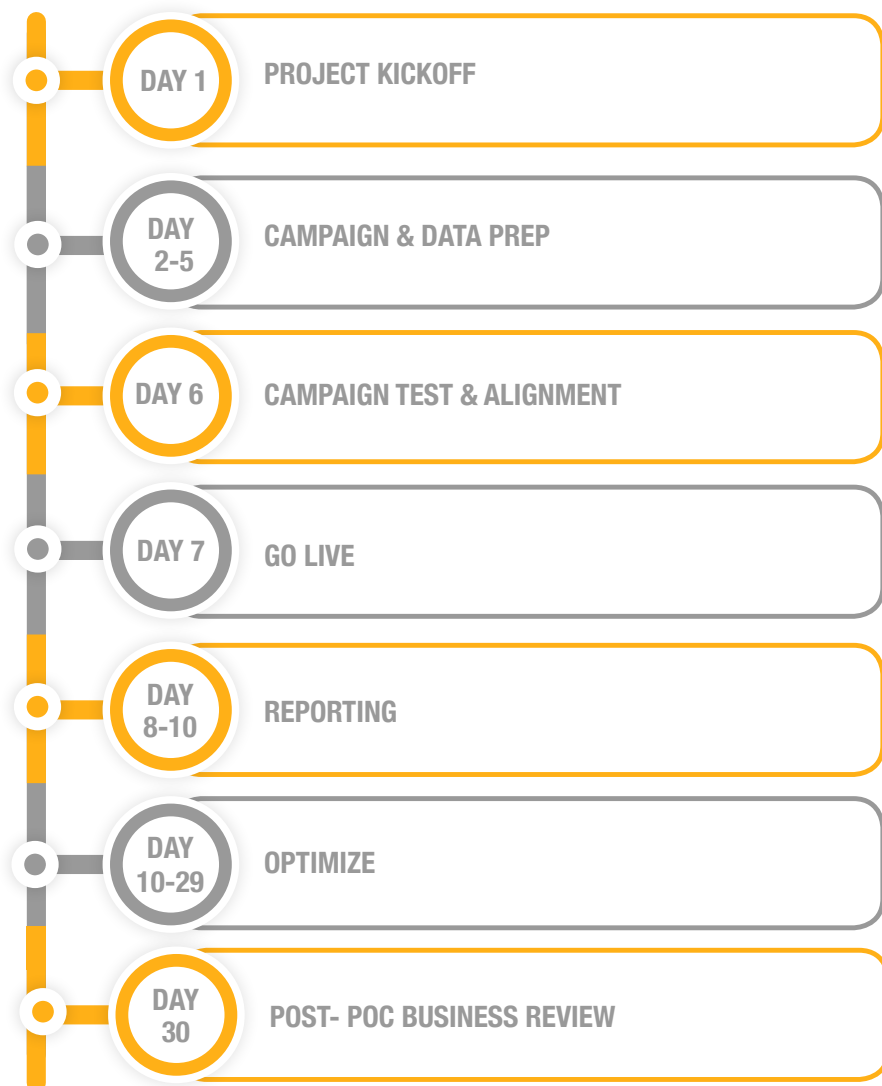 DAY 1
PROJECT KICKOFF
DAY
2-5
CAMPAIGN & DATA PREP
DAY 6
CAMPAIGN TEST & ALIGNMENT
DAY 7
GO LIVE
DAY
8-10
REPORTING
DAY
10-29
OPTIMIZE
DAY
30
POST- POC BUSINESS REVIEW